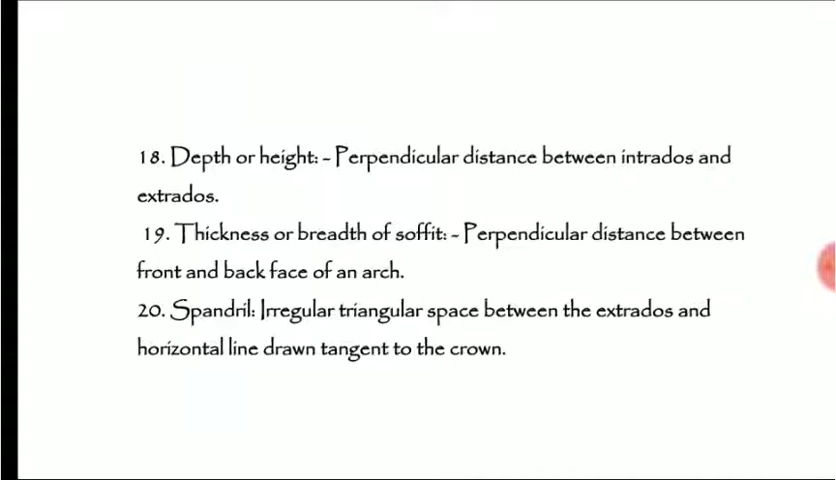 18. Depth or height: - Perpendicular distance between intrados and
extrados.
19. Thickness or breadth of soffit: - Perpendicular distance between
front and back face of an arch.
20. Spandril: Irregular triangular space between the extrados and
horizontal line drawn tangent to the crown.